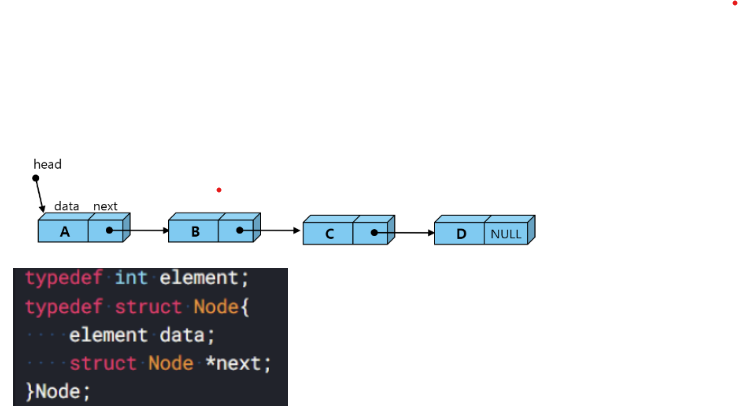 head
data next
A B C D NULL
typedef int element;
typedef struct Node{
    element data;
    struct Node *next;
}Node;